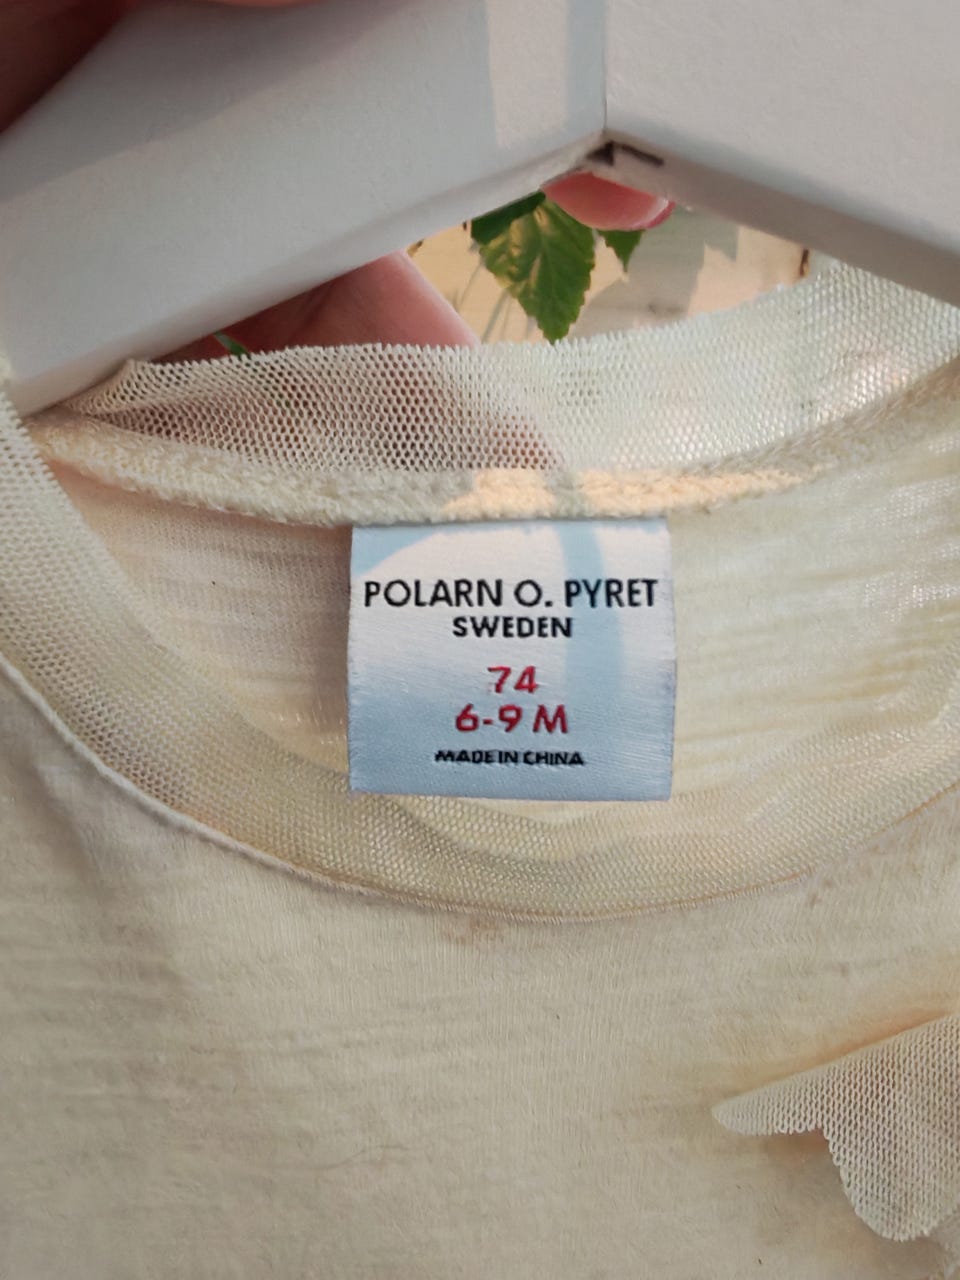 POLARN O. PYRET
SWEDEN
74
6-9 M
MADE IN CHINA